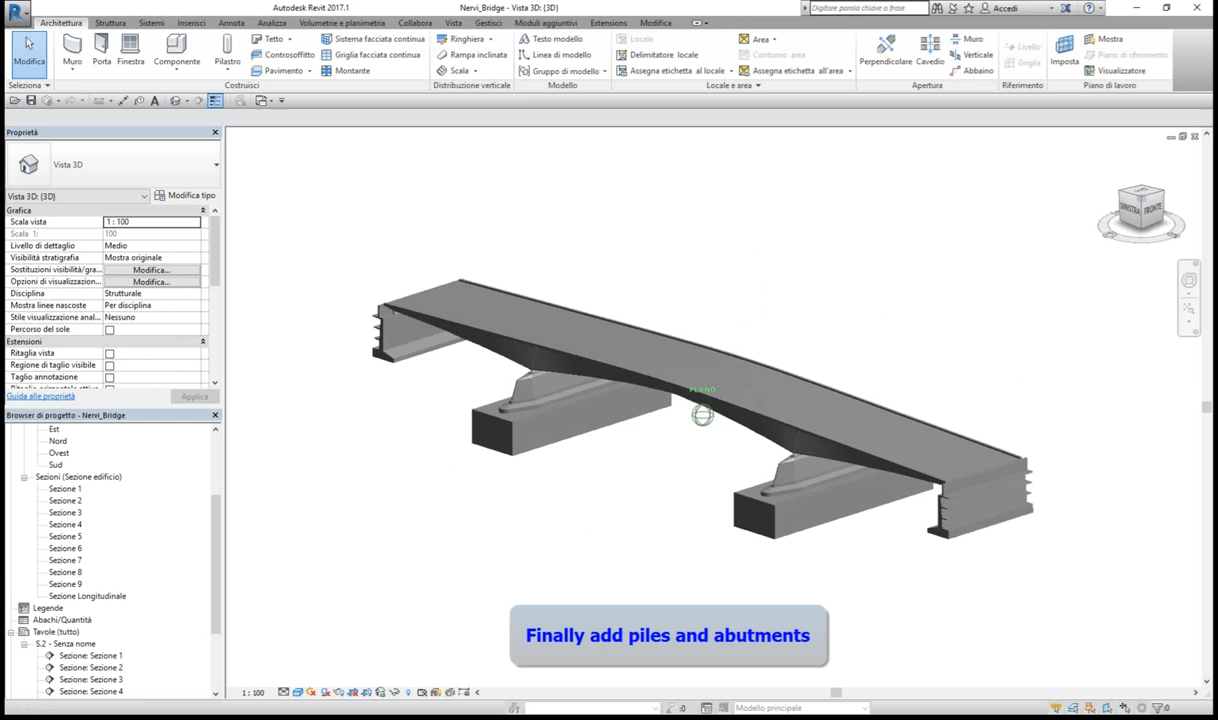 Autodesk Revit 2017.1
Nervi_Bridge - Vista 3D: {3D}
Digitare parola chiave o frase
Accedi
Architettura
Struttura
Sistemi
Inserisci
Annota
Analizza
Volumetrie e planimetria
Collabora
Vista
Gestisci
Moduli aggiuntivi
Extensions
Modifica
Modifica
Muro
Porta
Finestra
Componente
Pilastro
Tetto
Controsoffitto
Pavimento
Sistema facciata continua
Griglia facciata continua
Montante
Ringhiera
Rampa inclinata
Scala
Testo modello
Linea di modello
Gruppo di modello
Locale
Delimitatore locale
Assegna etichetta al locale
Area
Contorno area
Assegna etichetta all'area
Perpendicolare
Cavedio
Muro
Verticale
Abbaino
Livello
Griglia
Imposta
Mostra
Piano di riferimento
Visualizzatore
Seleziona
Costruisci
Distribuzione verticale
Modello
Locale e area
Apertura
Riferimento
Piano di lavoro
Proprietà
Vista 3D
Vista 3D: {3D}
Modifica tipo
Grafica
Scala vista
1 : 100
Scala 1:
100
Livello di dettaglio
Medio
Visibilità stratigrafia
Mostra originale
Sostituzioni visibilità/gra...
Modifica...
Opzioni di visualizzazion...
Modifica...
Disciplina
Strutturale
Mostra linee nascoste
Per disciplina
Stile visualizzazione anal...
Nessuno
Percorso del sole
Estensioni
Ritaglia vista
Regione di taglio visibile
Taglio annotazione
Guida alle proprietà
Applica
Browser di progetto - Nervi_Bridge
Est
Nord
Ovest
Sud
Sezioni (Sezione edificio)
Sezione 1
Sezione 2
Sezione 3
Sezione 4
Sezione 5
Sezione 6
Sezione 7
Sezione 8
Sezione 9
Sezione Longitudinale
Legende
Abachi/Quantità
Tavole (tutto)
S.2 - Senza nome
Sezione: Sezione 1
Sezione: Sezione 2
Sezione: Sezione 3
Sezione: Sezione 4
SINISTRA
FRONTE
PERNO
Finally add piles and abutments
1 : 100
:0
Modello principale
:0